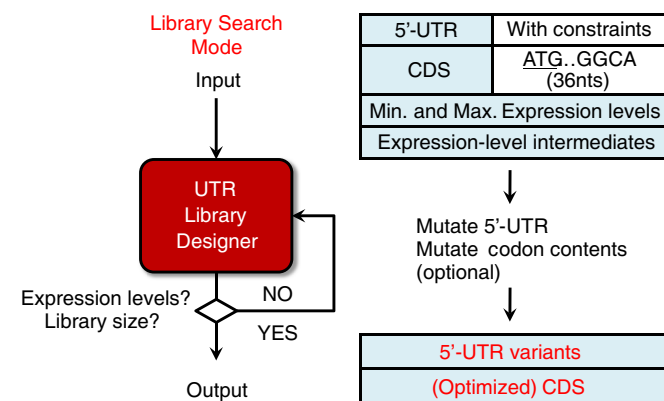 Library Search
Mode
Input
UTR
Library
Designer
Expression levels?
Library size?
NO
YES
Output
5'-UTR
With constraints
CDS
ATG..GGCA
(36nts)
Min. and Max. Expression levels
Expression-level intermediates
Mutate 5'-UTR
Mutate codon contents
(optional)
5'-UTR variants
(Optimized) CDS